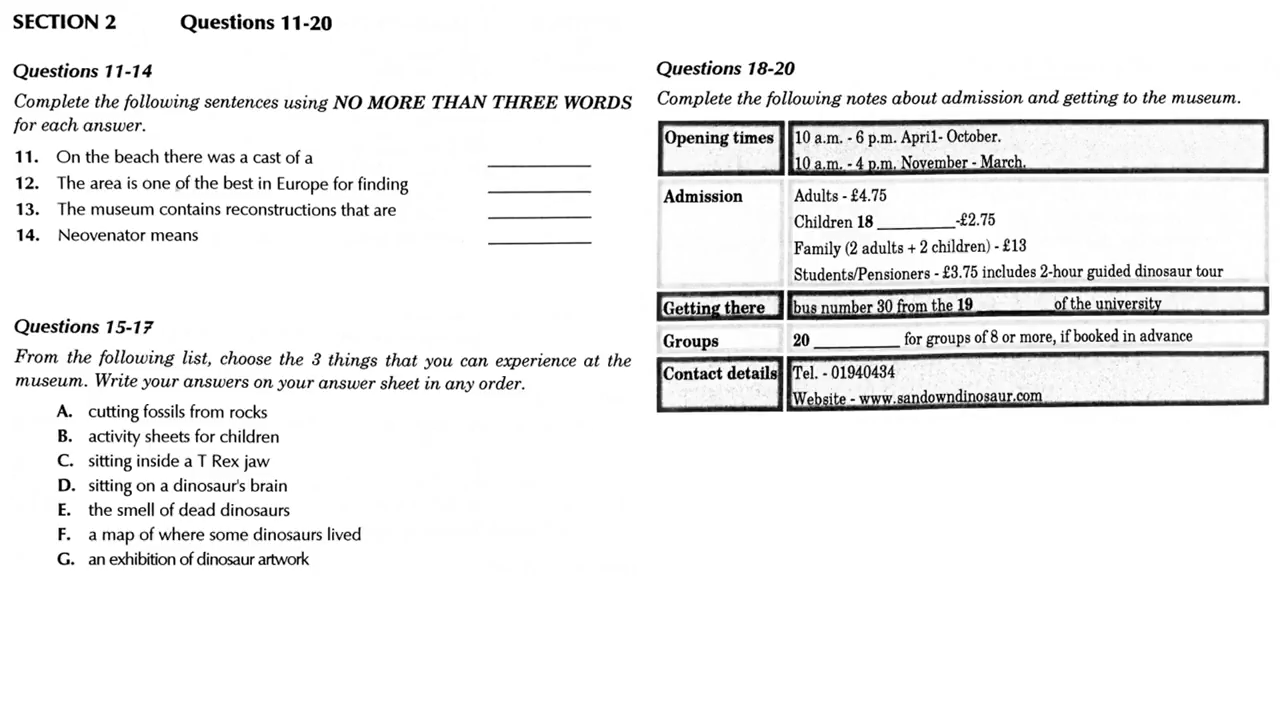 SECTION 2 Questions 11-20
Questions 11-14
Complete the following sentences using NO MORE THAN THREE WORDS
for each answer.
11. On the beach there was a cast of a ________
12. The area is one of the best in Europe for finding ________
13. The museum contains reconstructions that are ________
14. Neovenator means ________
Questions 15-17
From the following list, choose the 3 things that you can experience at the
museum. Write your answers on your answer sheet in any order.
A. cutting fossils from rocks
B. activity sheets for children
C. sitting inside a T Rex jaw
D. sitting on a dinosaur's brain
E. the smell of dead dinosaurs
F. a map of where some dinosaurs lived
G. an exhibition of dinosaur artwork
Questions 18-20
Complete the following notes about admission and getting to the museum.
Opening times 10 a.m. - 6 p.m. April- October.
10 a.m. - 4 p.m. November - March.
Admission Adults - £4.75
Children 18 ________-£2.75
Family (2 adults + 2 children) - £13
Students/Pensioners - £3.75 includes 2-hour guided dinosaur tour
Getting there bus number 30 from the 19 ________ of the university
Groups 20 ________ for groups of 8 or more, if booked in advance
Contact details Tel. - 01940434
Website - www.sandowndinosaur.com